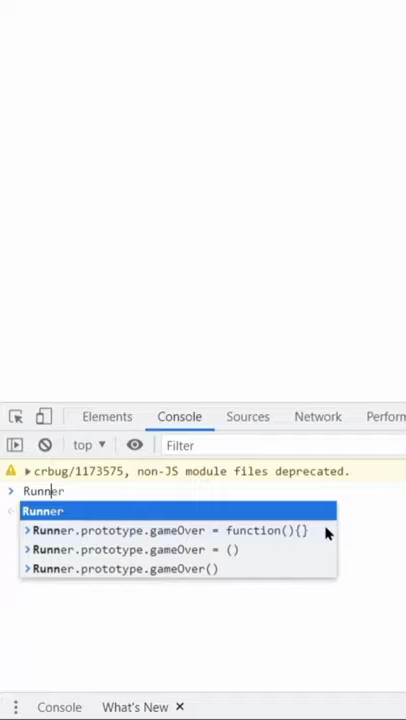 Elements Console Sources Network Perform
top ▼ Filter
crbug/1173575, non-JS module files deprecated.
> Runner
Runner
>Runner.prototype.gameOver = function(){}
>Runner.prototype.gameOver = ()
>Runner.prototype.gameOver()
Console What's New ×